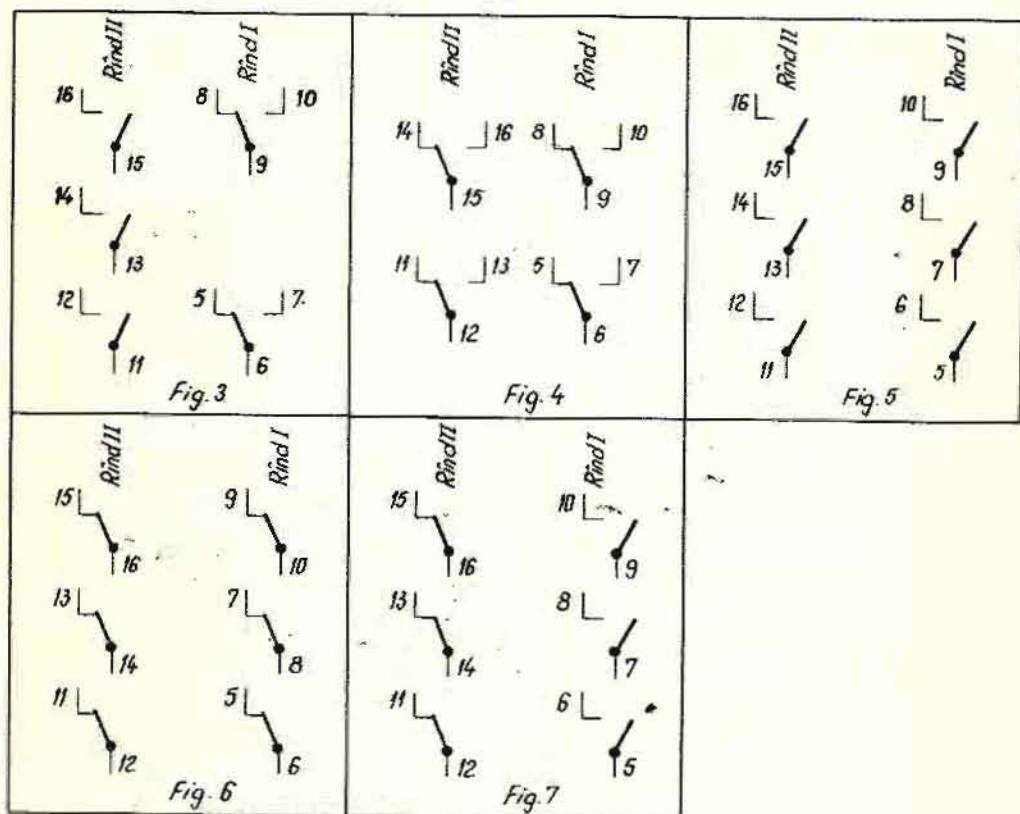 Rînd II Rînd I
16 8 10
15 9
14
13
12 5 7
11 6
Fig. 3
Rînd II Rînd I
14 16 8 10
15 9
11 13 5 7
12 6
Fig. 4
Rînd II Rînd I
16 10
15 9
14 8
13 7
12 6
11 5
Fig. 5
Rînd II Rînd I
15 9
16 10
13 7
14 8
11 5
12 6
Fig. 6
Rînd II Rînd I
15 10
16 9
13 8
14 7
11 6
12 5
Fig. 7